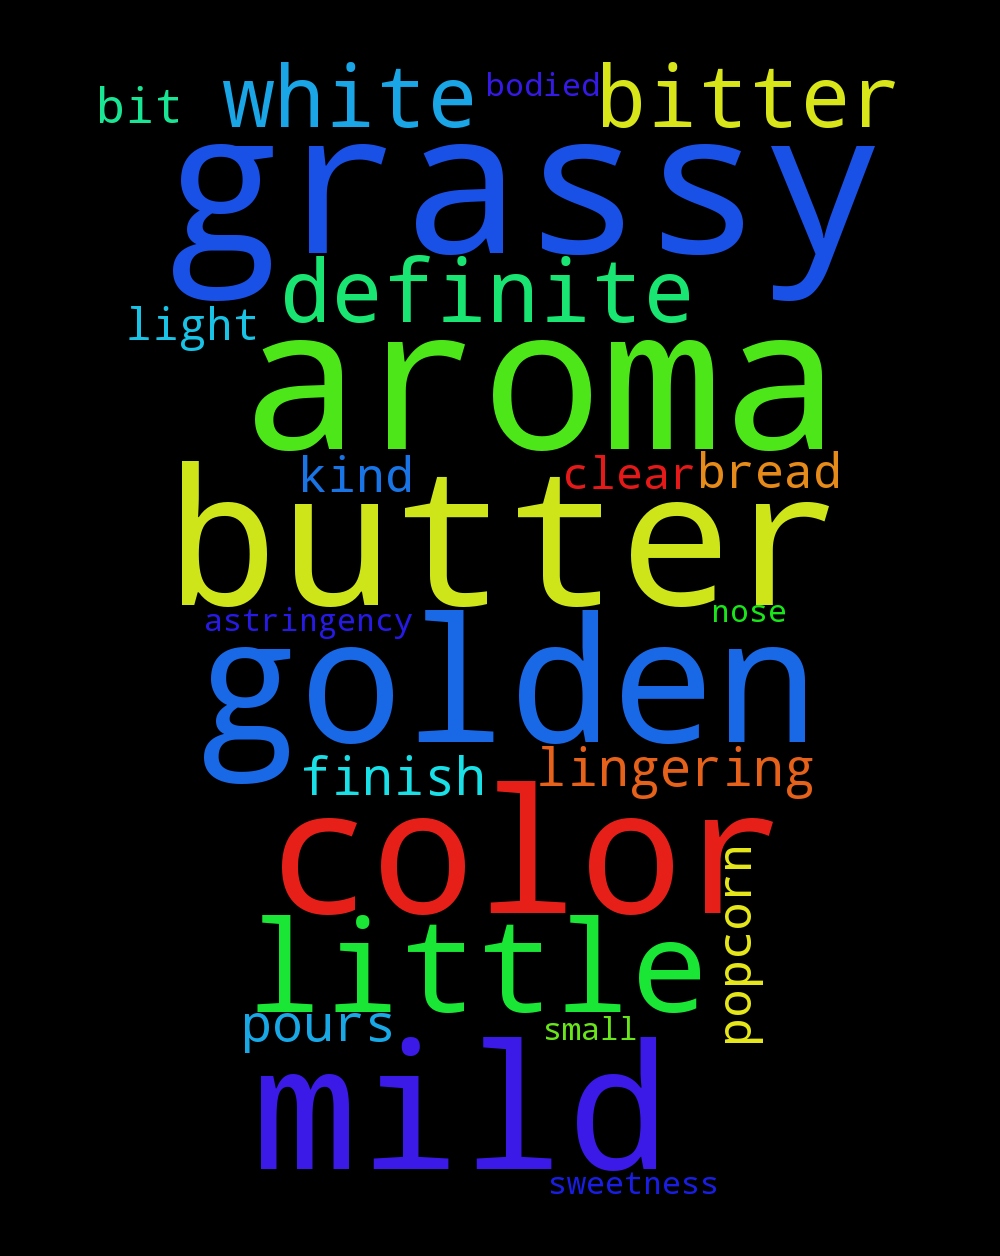 bit white bodied bitter
grassy
definite
light
aroma
kind clear bread
butter
astringency nose
golden
finish lingering
color
popcorn
little
pours small
mild
sweetness